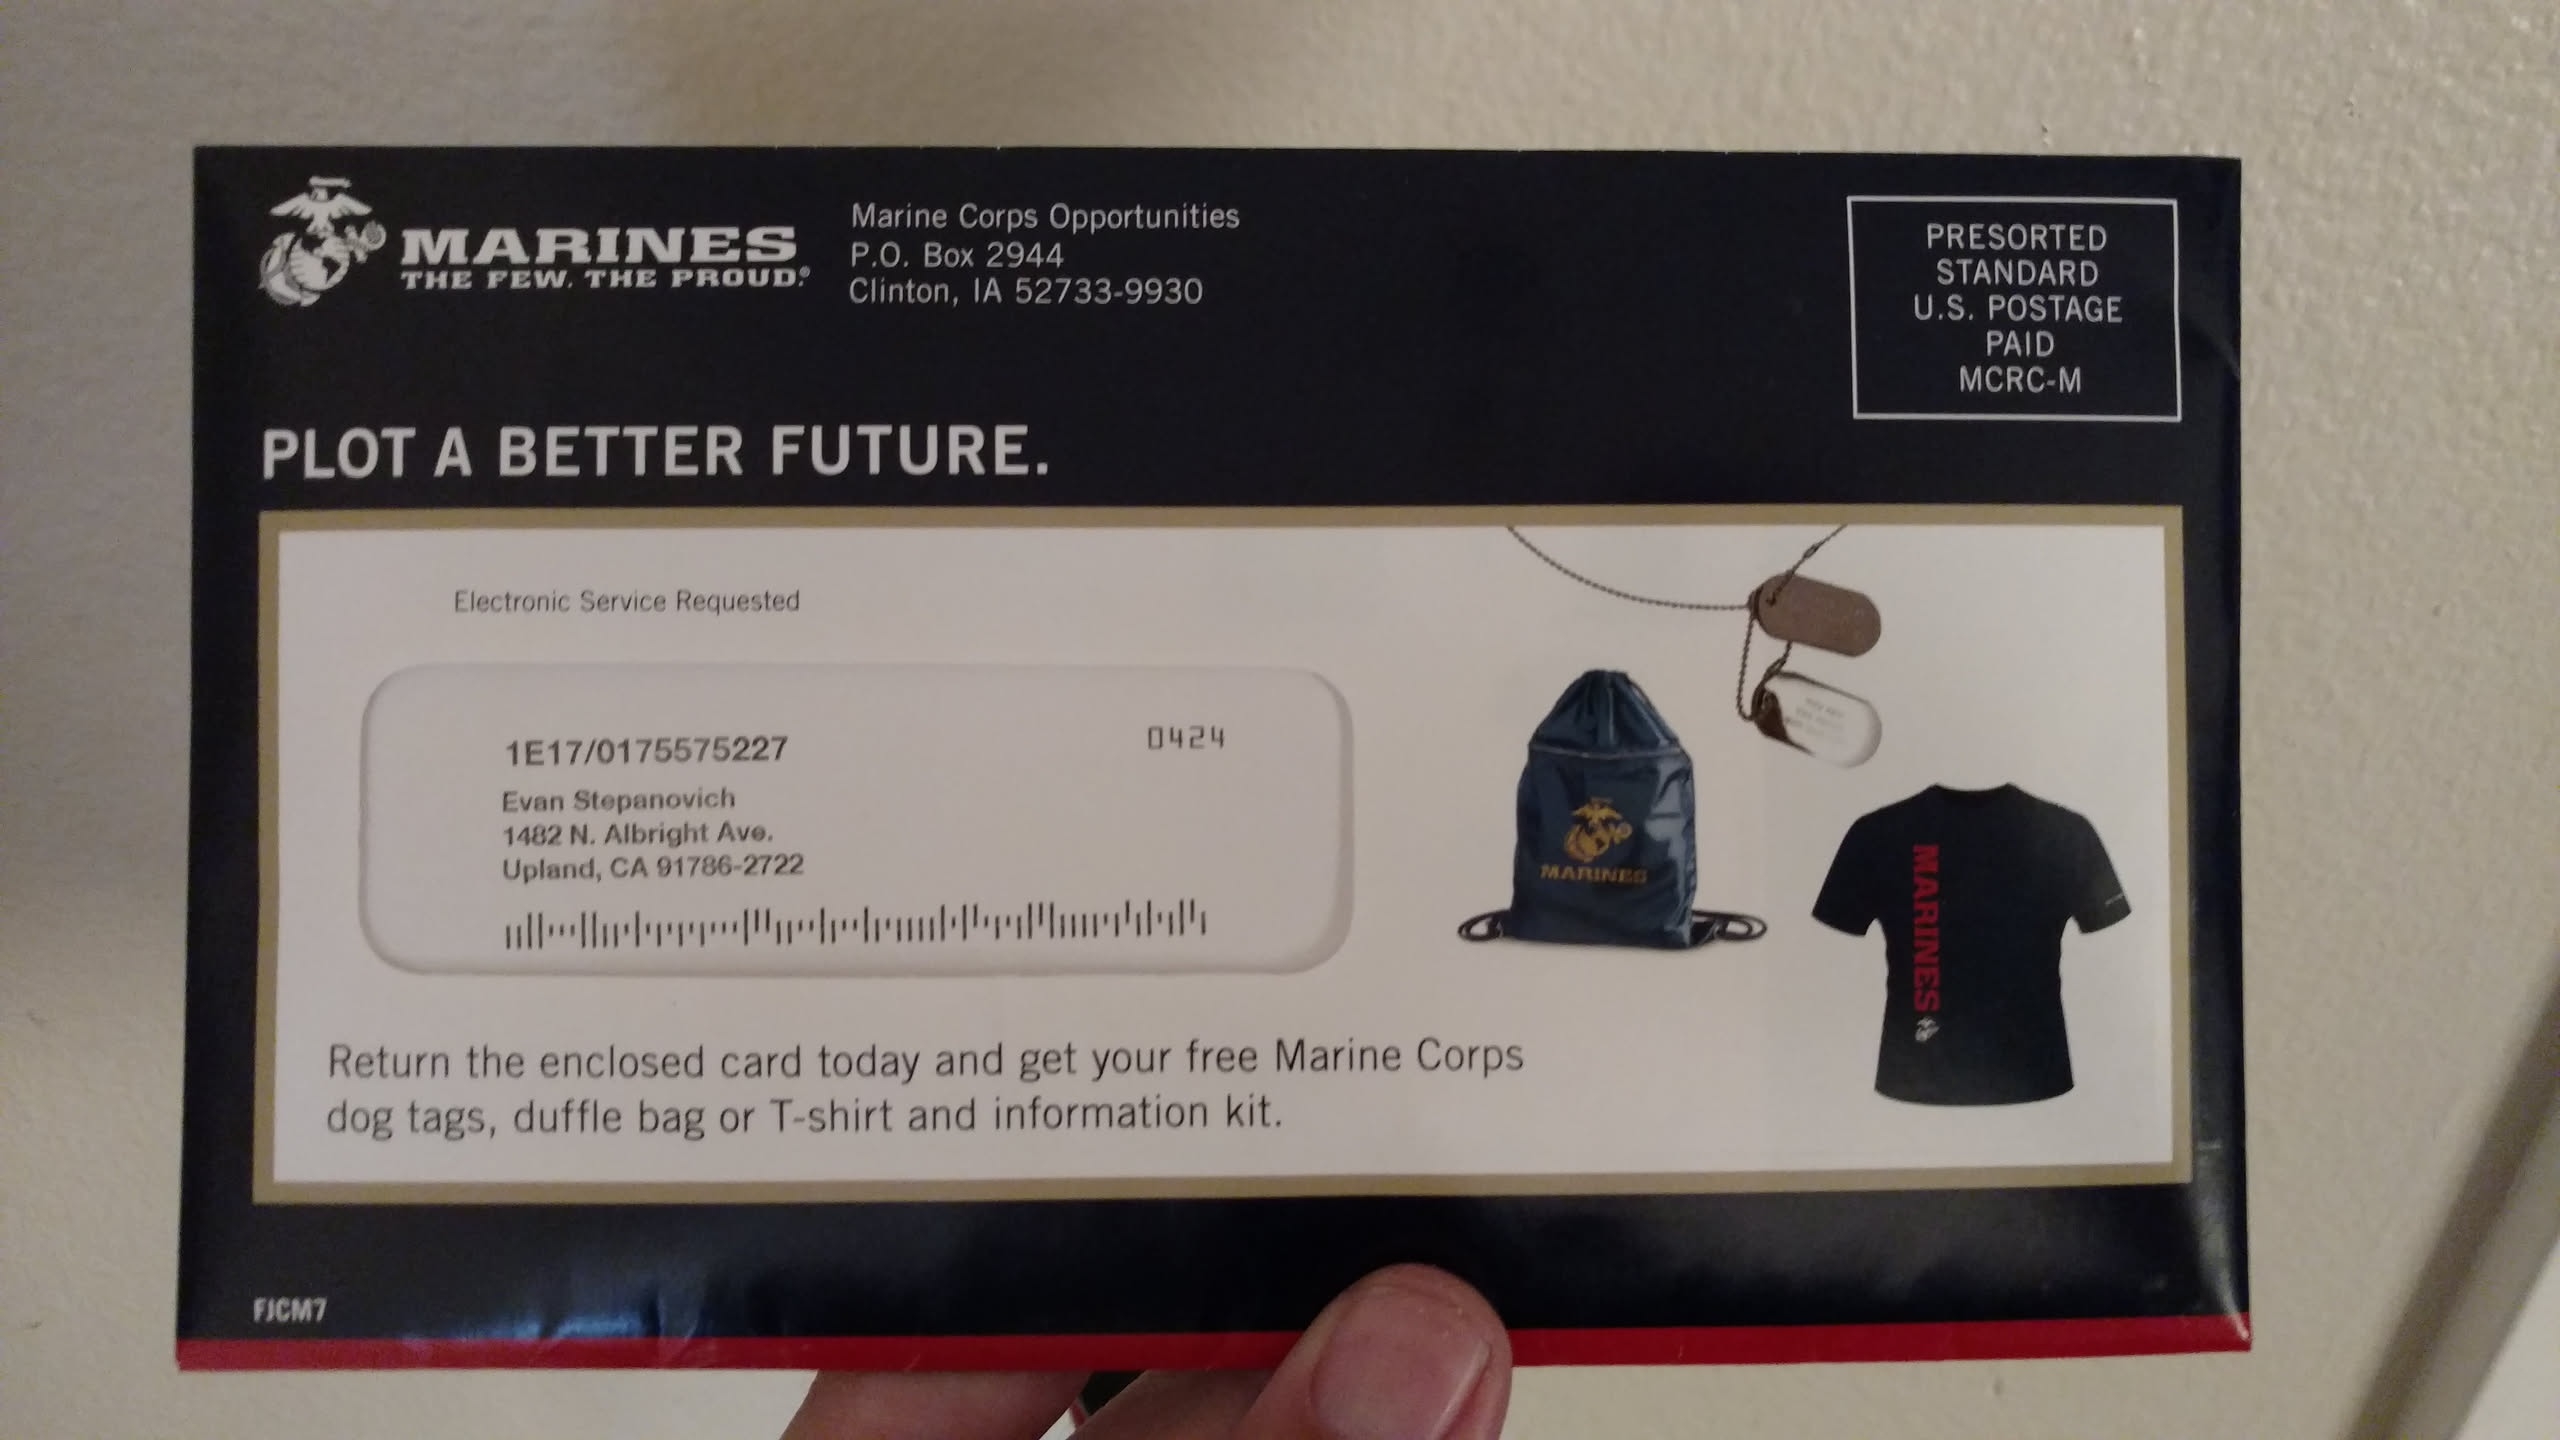 MARINES
THE FEW. THE PROUD.®
Marine Corps Opportunities
P.O. Box 2944
Clinton, IA 52733-9930
PRESORTED
STANDARD
U.S. POSTAGE
PAID
MCRC-M
PLOT A BETTER FUTURE.
Electronic Service Requested
1E17/0175575227
0424
Evan Stepanovich
1482 N. Albright Ave.
Upland, CA 91786-2722
MARINES
MARINES
Return the enclosed card today and get your free Marine Corps
dog tags, duffle bag or T-shirt and information kit.
FJCM7